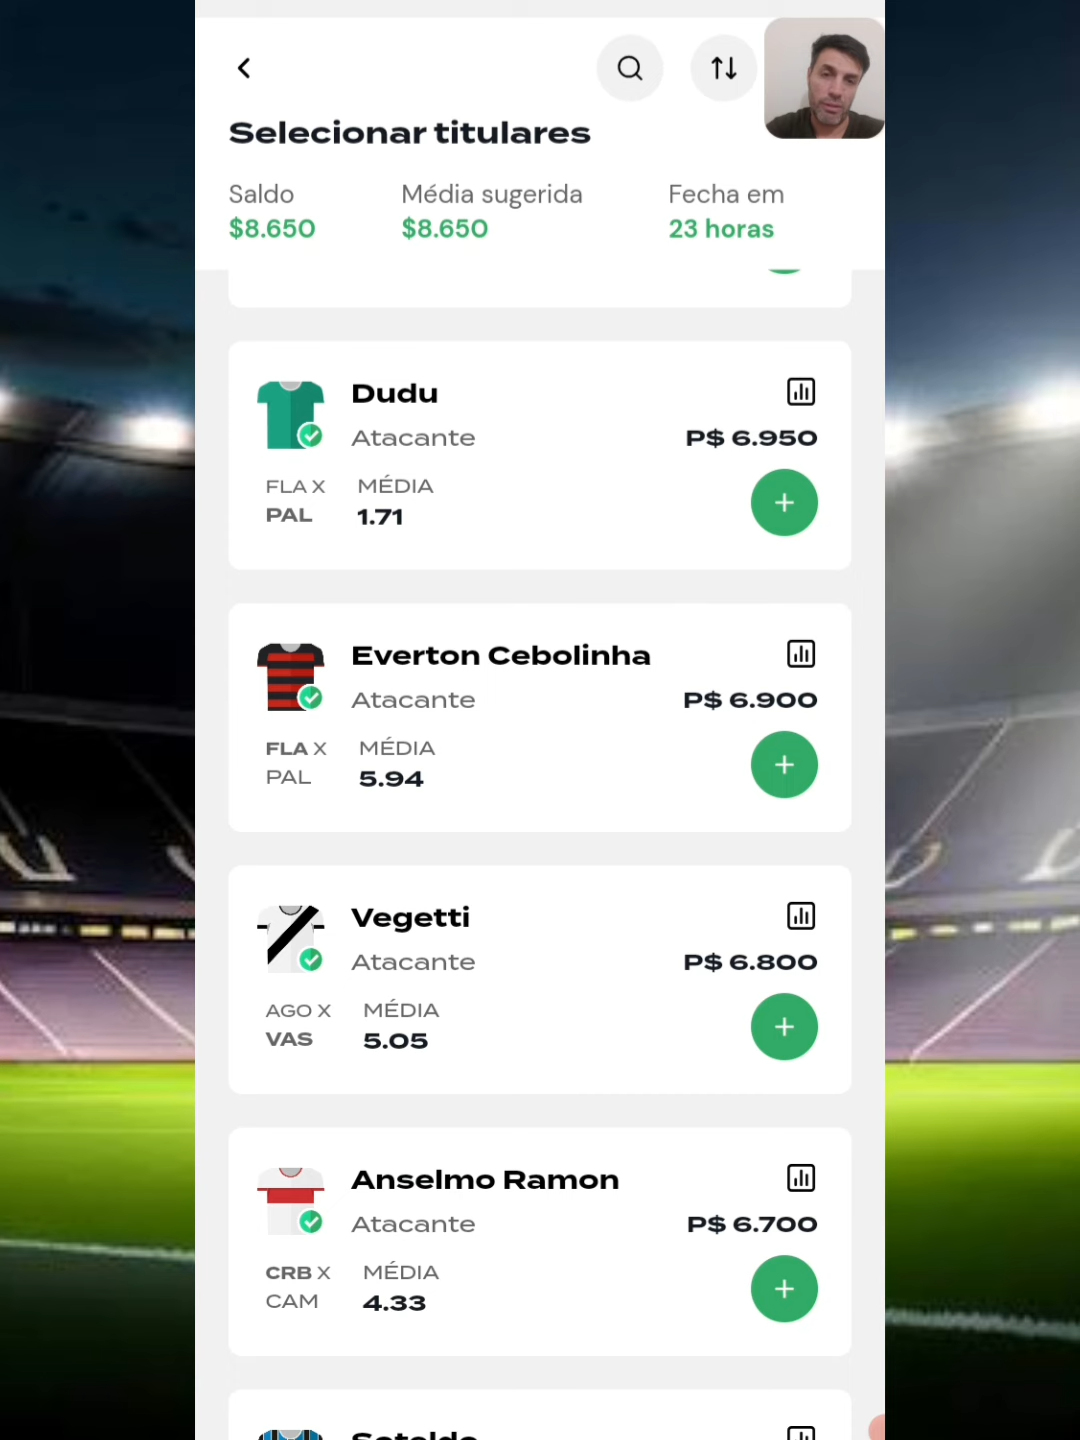 Selecionar titulares
Saldo
$8.650
Média sugerida
$8.650
Fecha em
23 horas
Dudu
Atacante
P$ 6.950
FLA X
PAL
MÉDIA
1.71
Everton Cebolinha
Atacante
P$ 6.900
FLA X
PAL
MÉDIA
5.94
Vegetti
Atacante
P$ 6.800
AGO X
VAS
MÉDIA
5.05
Anselmo Ramon
Atacante
P$ 6.700
CRB X
CAM
MÉDIA
4.33